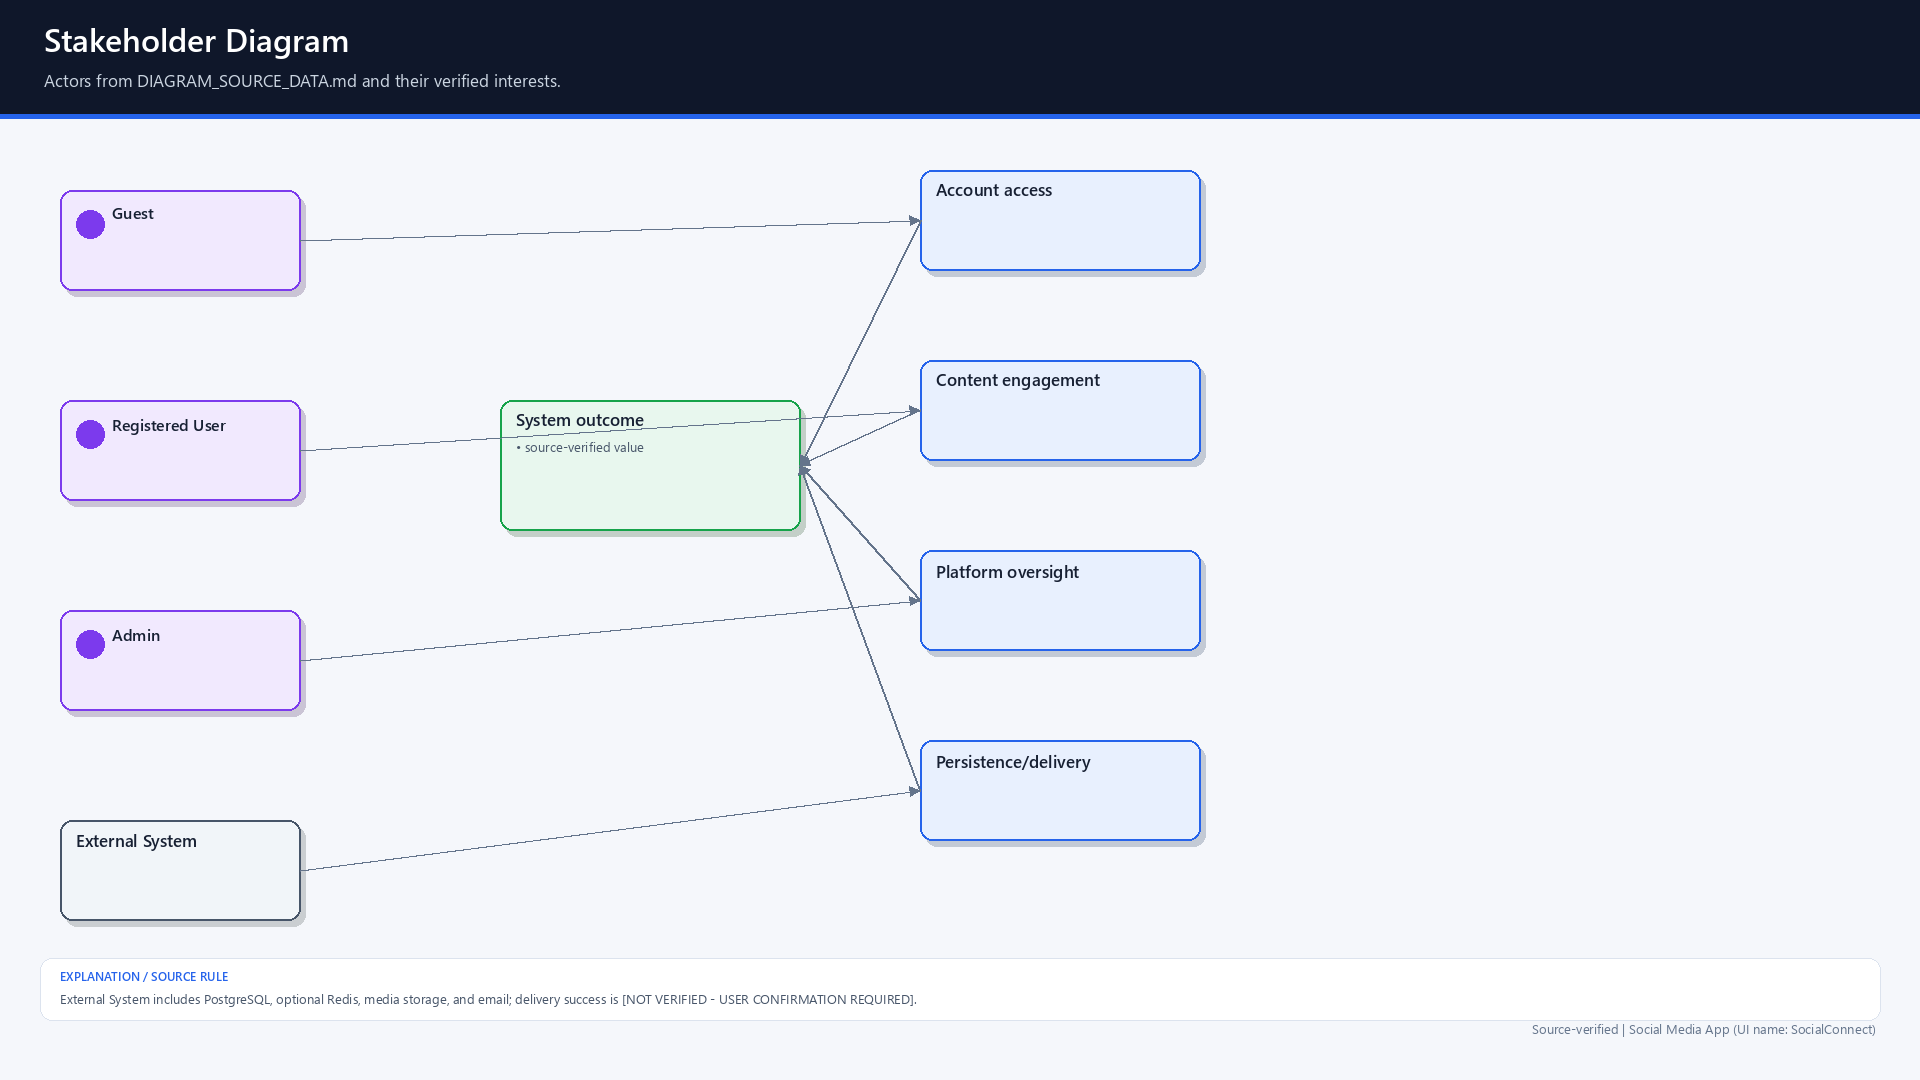 Stakeholder Diagram
Actors from DIAGRAM_SOURCE_DATA.md and their verified interests.
Guest
Account access
Registered User
System outcome
• source-verified value
Content engagement
Admin
Platform oversight
External System
Persistence/delivery
EXPLANATION / SOURCE RULE
External System includes PostgreSQL, optional Redis, media storage, and email; delivery success is [NOT VERIFIED - USER CONFIRMATION REQUIRED].
Source-verified | Social Media App (UI name: SocialConnect)